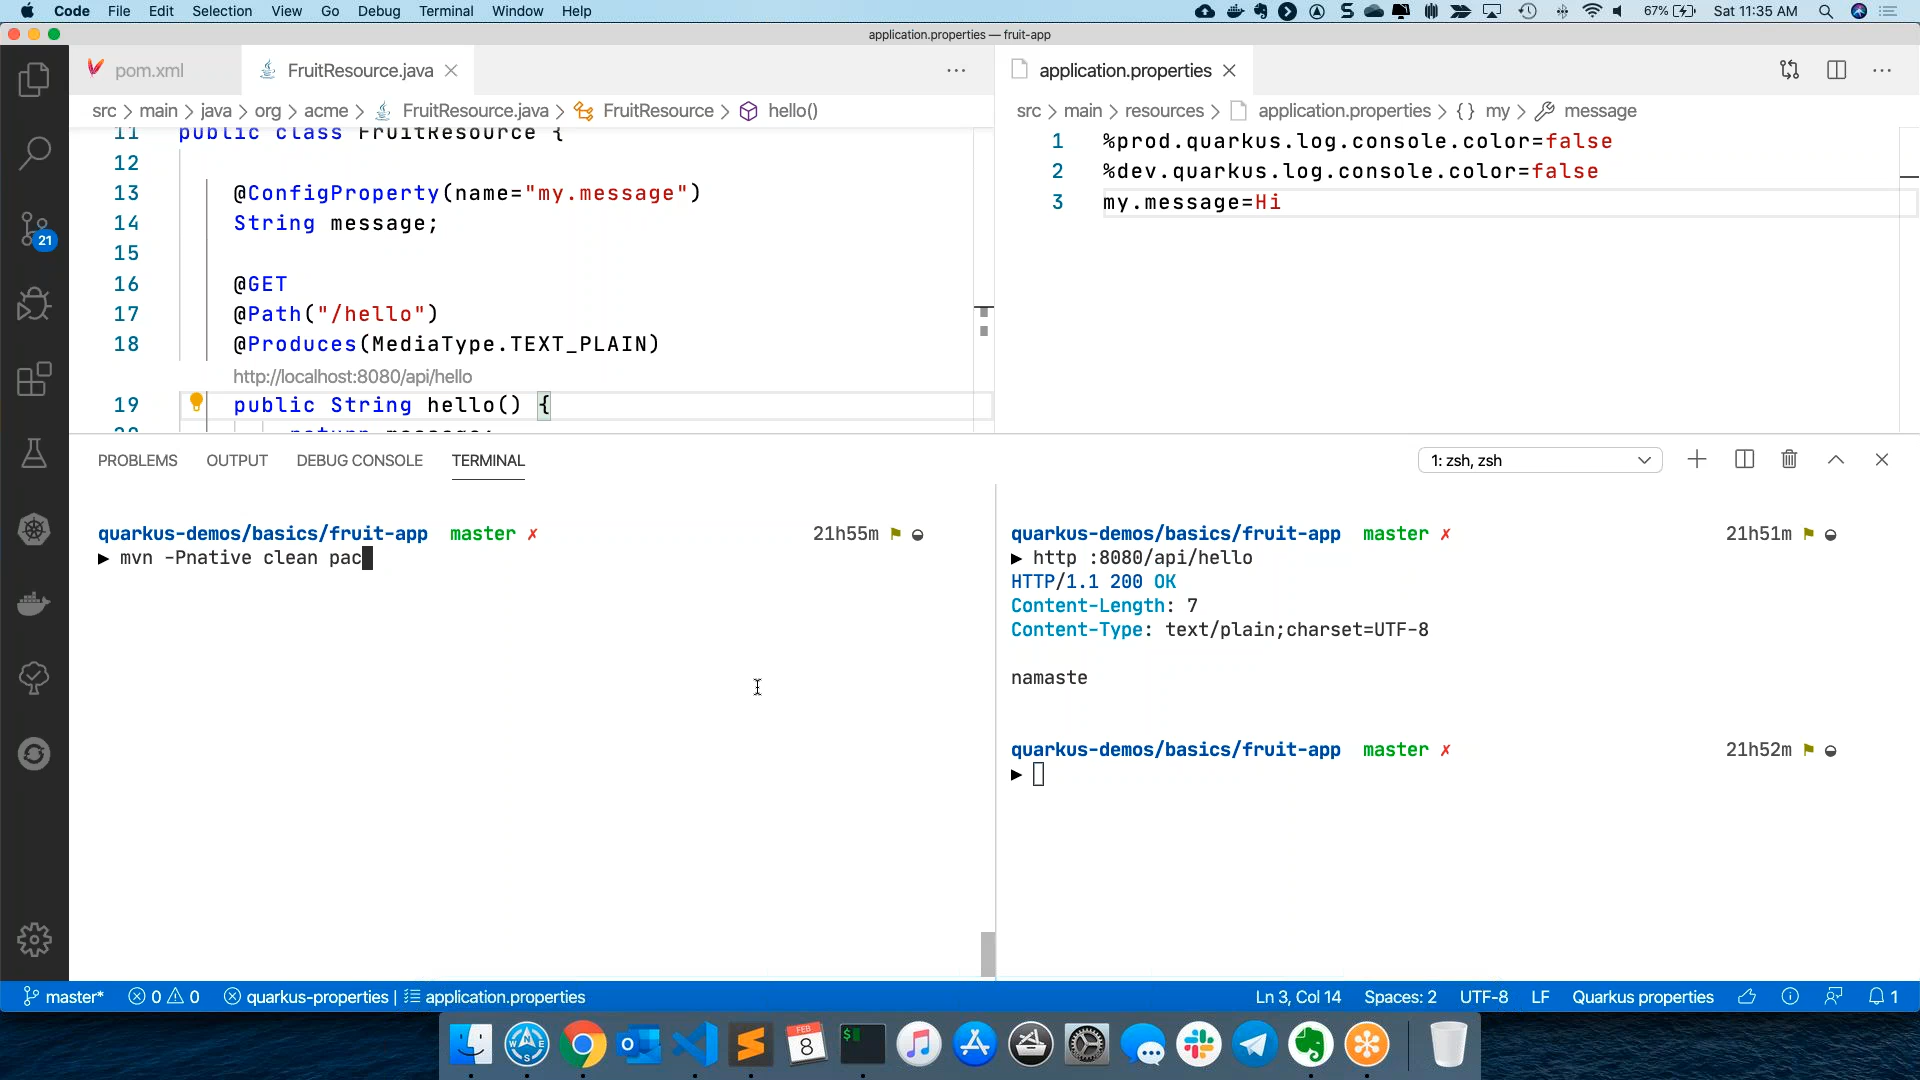 Code File Edit Selection View Go Debug Terminal Window Help
67% Sat 11:35 AM
application.properties — fruit-app
pom.xml
FruitResource.java
application.properties
src > main > java > org > acme > FruitResource.java > FruitResource > hello()
src > main > resources > application.properties > {} my > message
11 public class FruitResource {
12
13 @ConfigProperty(name="my.message")
14 String message;
15
16 @GET
17 @Path("/hello")
18 @Produces(MediaType.TEXT_PLAIN)
http://localhost:8080/api/hello
19 public String hello() {
20 return message;
1 %prod.quarkus.log.console.color=false
2 %dev.quarkus.log.console.color=false
3 my.message=Hi
PROBLEMS OUTPUT DEBUG CONSOLE TERMINAL
1: zsh, zsh
quarkus-demos/basics/fruit-app master ✗ 21h55m
▶ mvn -Pnative clean pac
quarkus-demos/basics/fruit-app master ✗ 21h51m
▶ http :8080/api/hello
HTTP/1.1 200 OK
Content-Length: 7
Content-Type: text/plain;charset=UTF-8
namaste
quarkus-demos/basics/fruit-app master ✗ 21h52m
▶
21
master* 0 0 quarkus-properties | application.properties
Ln 3, Col 14 Spaces: 2 UTF-8 LF Quarkus properties 1
FEB
8